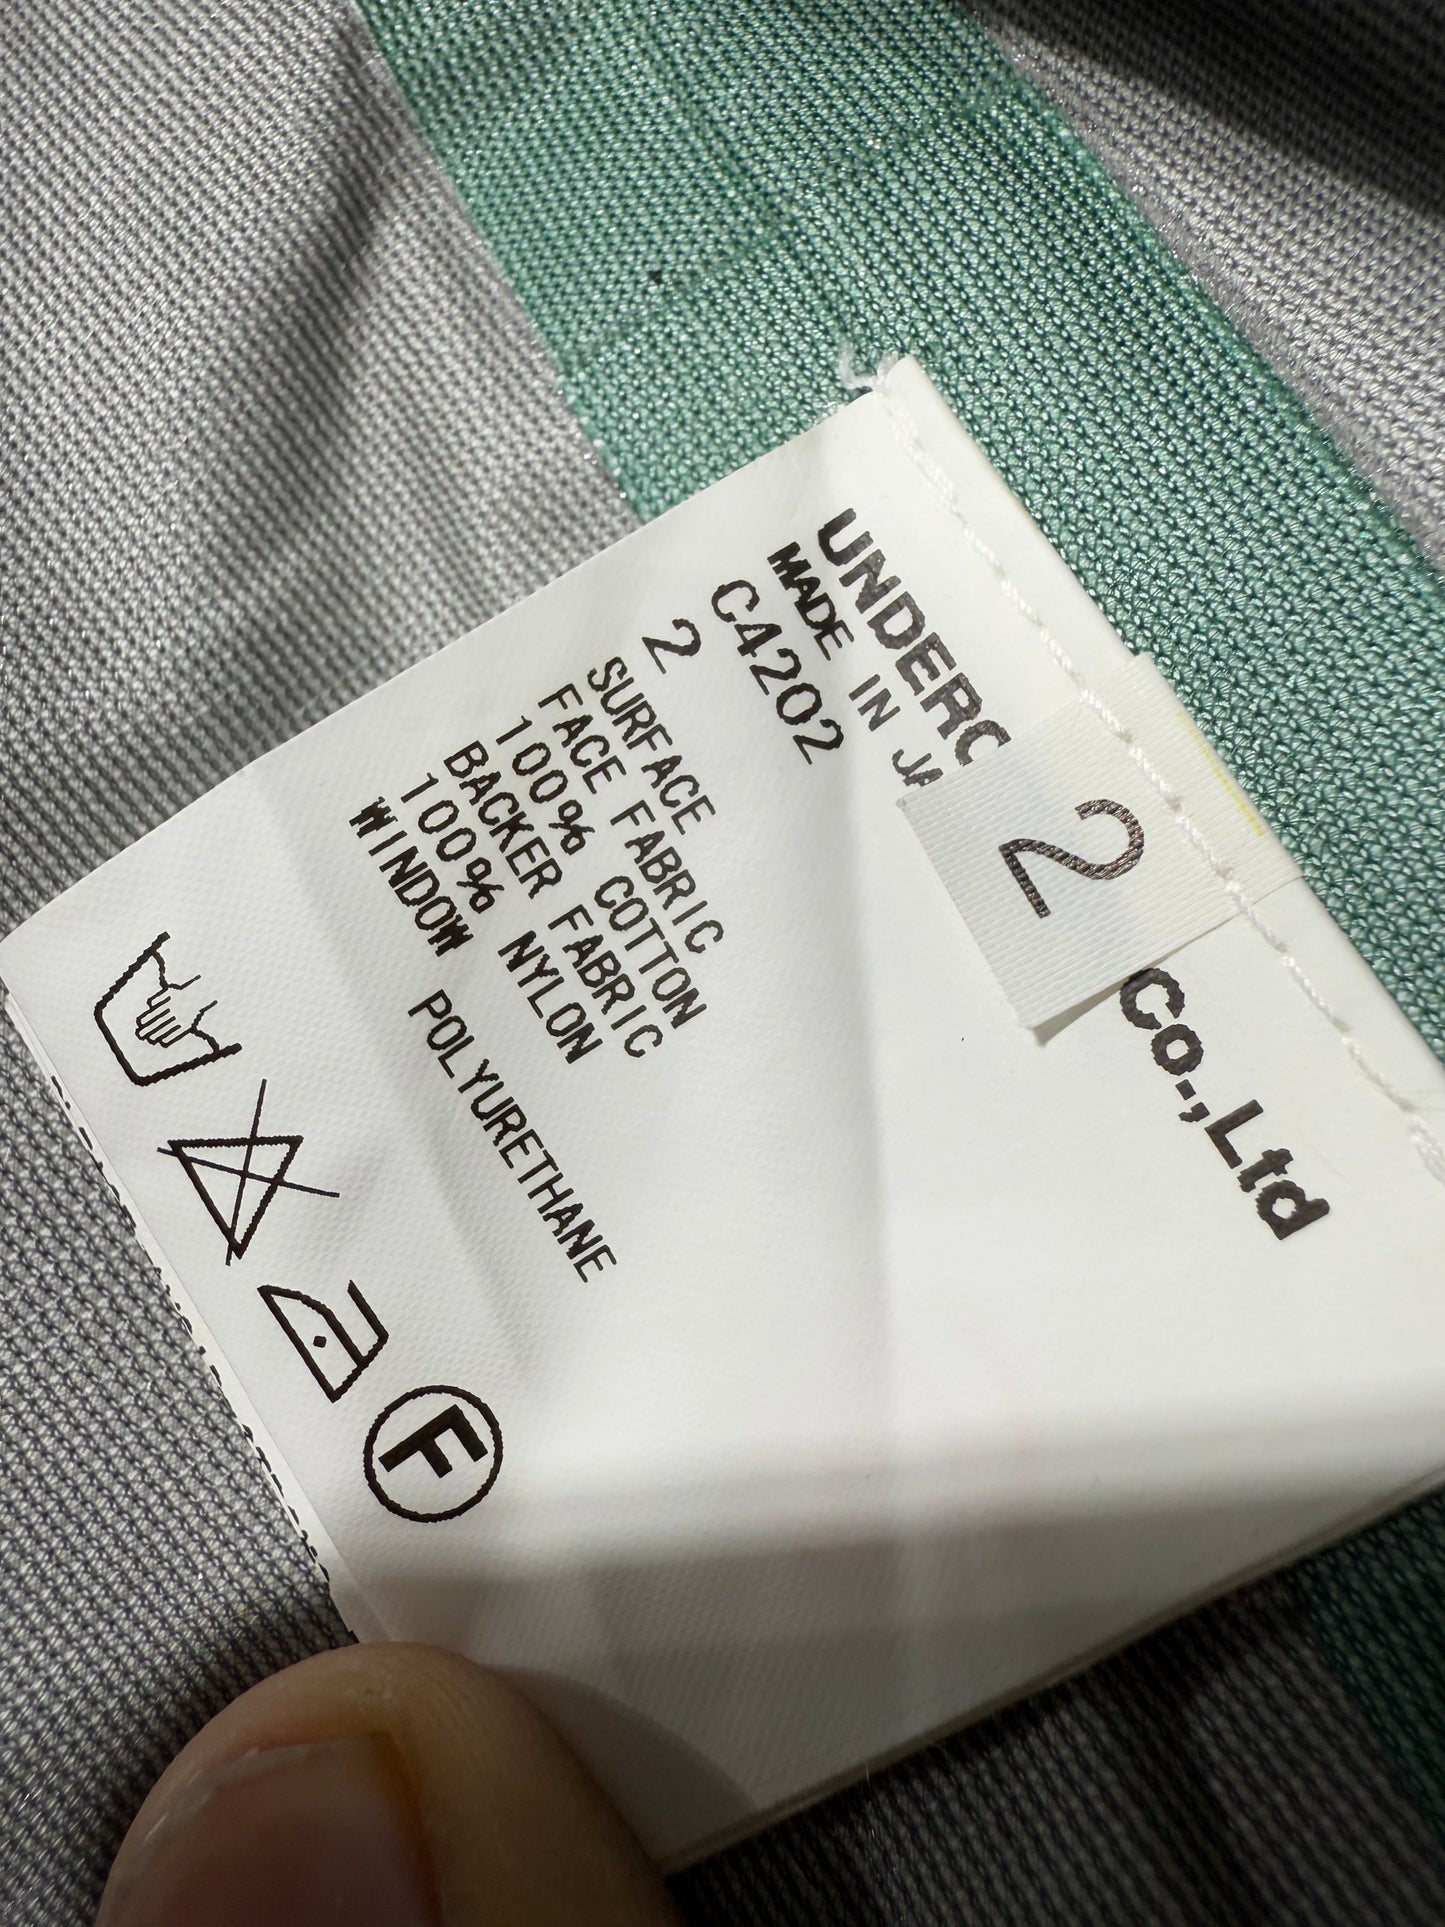 UNDERC Co.,Ltd
MADE IN JA
2
C4202
2
SURFACE
FACE FABRIC
100% COTTON
BACKER FABRIC
100% NYLON
WINDOW POLYURETHANE
F